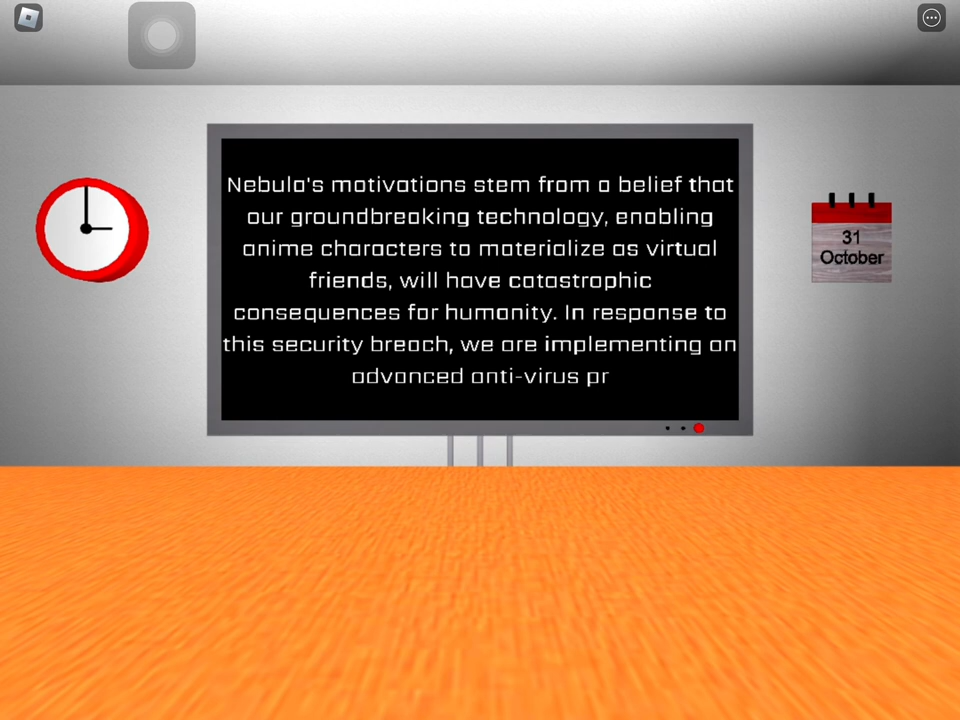 Nebula's motivations stem from a belief that
our groundbreaking technology, enabling
anime characters to materialize as virtual
friends, will have catastrophic
consequences for humanity. In response to
this security breach, we are implementing an
advanced anti-virus pr
31
October